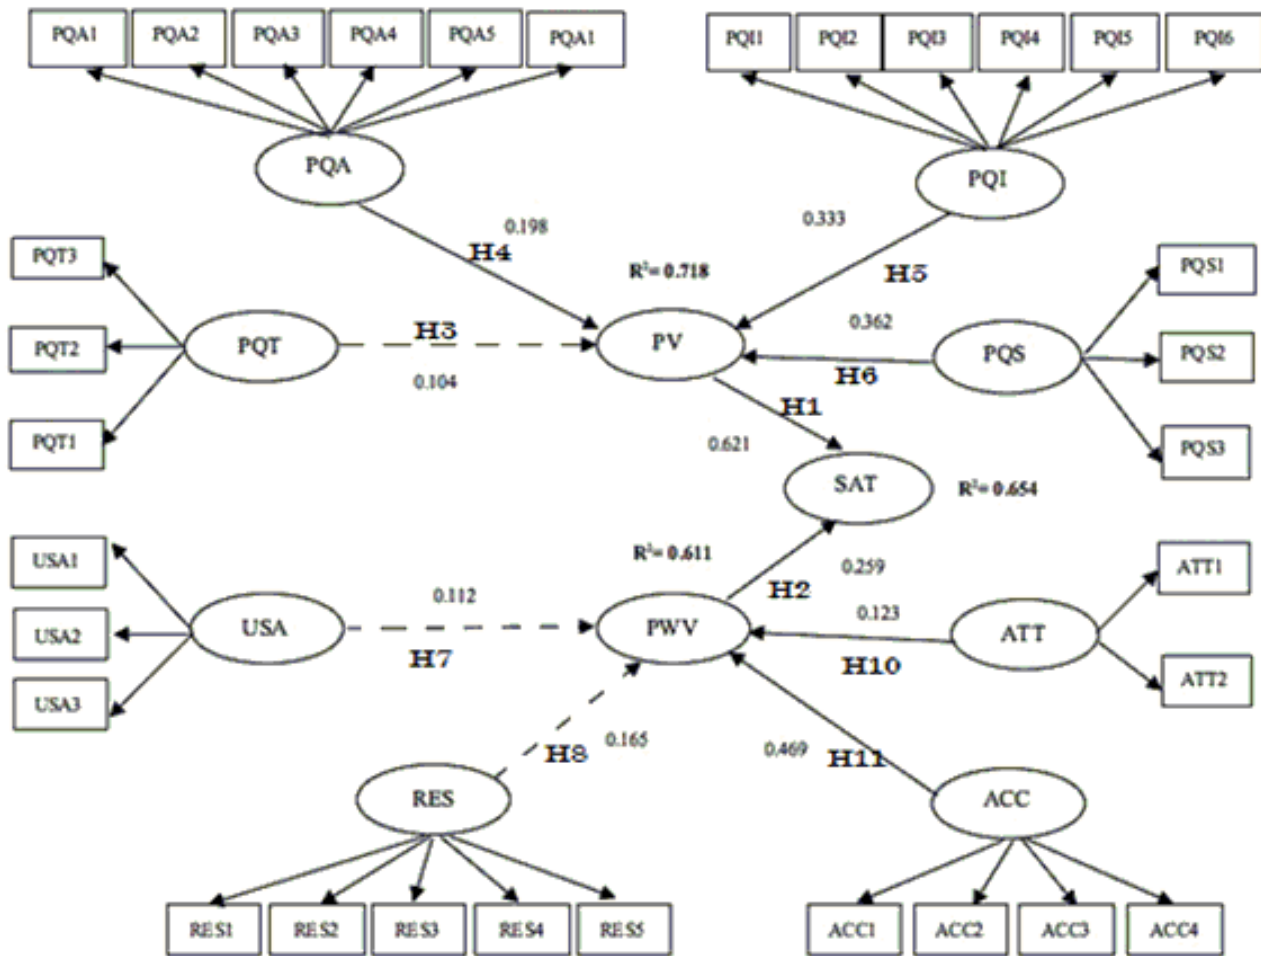 PQA1 PQA2 PQA3 PQA4 PQA5 PQA1
PQI1 PQI2 PQI3 PQI4 PQI5 PQI6
PQA
PQI
0.198
0.333
H4
H5
R²= 0.718
PQT3
PQT2
PQT1
PQT
H3
0.104
PV
0.362
H6
PQS
PQS1
PQS2
PQS3
H1
0.621
SAT
R²= 0.654
R²= 0.611
H2
0.259
USA1
USA2
USA3
USA
0.112
H7
PWV
0.123
H10
ATT
ATT1
ATT2
H8
0.165
0.469
H11
RES
ACC
RES1 RES2 RES3 RES4 RES5
ACC1 ACC2 ACC3 ACC4